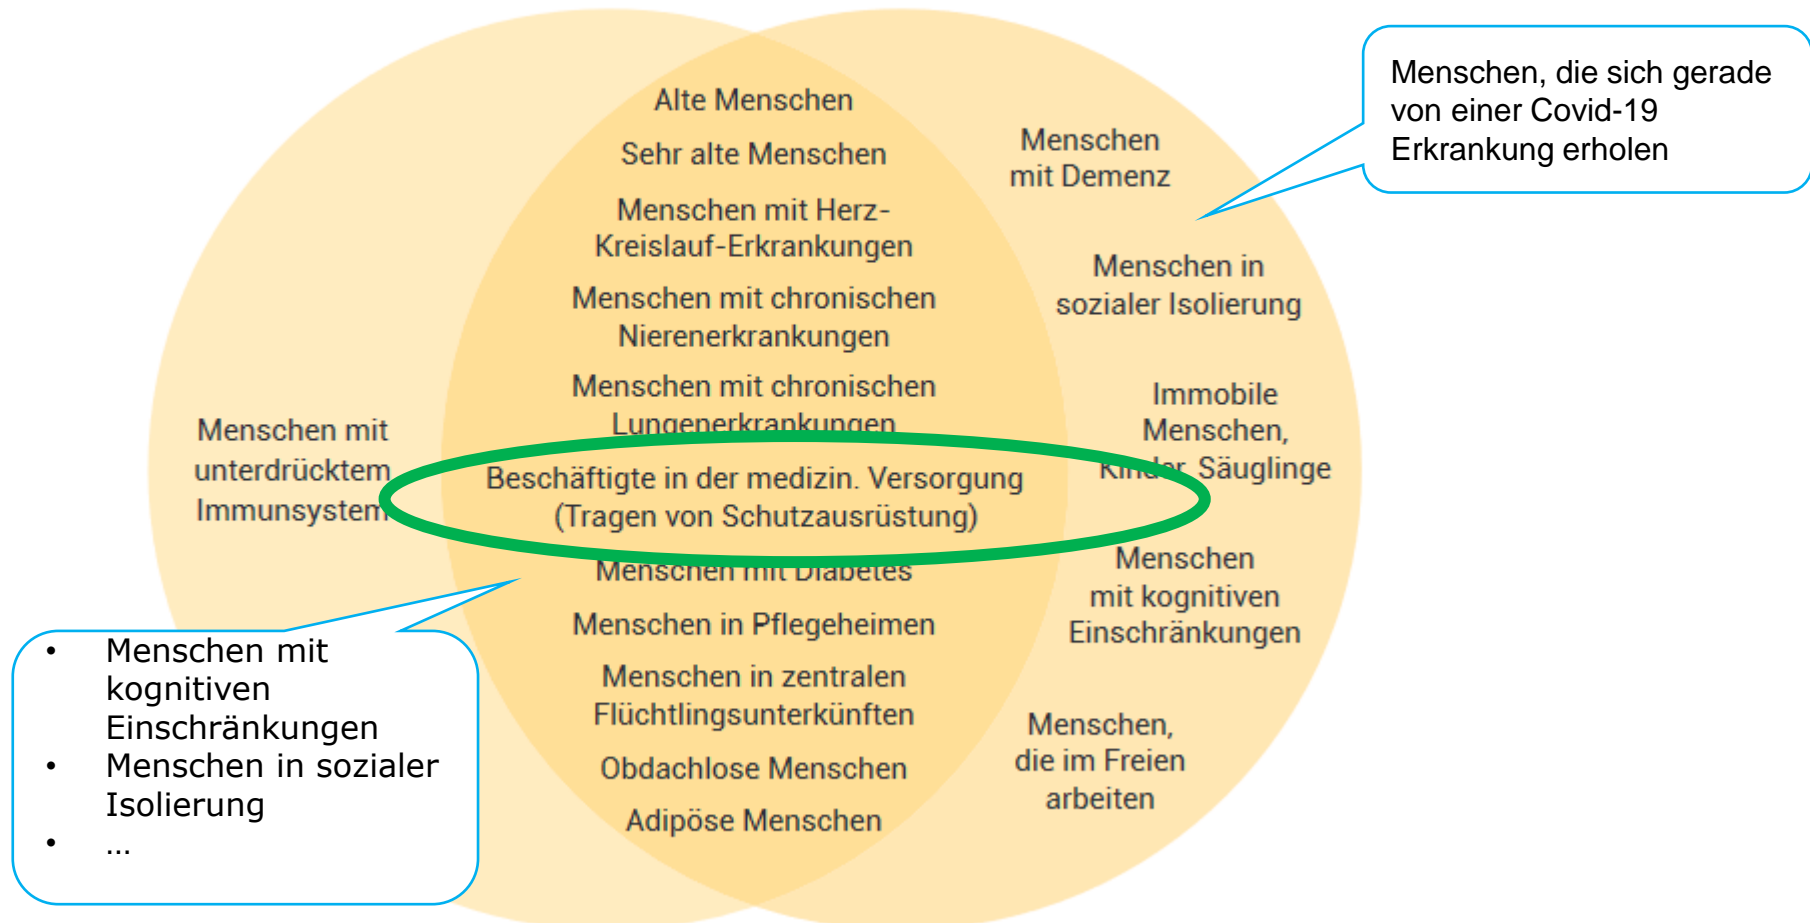 Alte Menschen
Sehr alte Menschen
Menschen mit Herz-
Kreislauf-Erkrankungen
Menschen mit chronischen
Nierenerkrankungen
Menschen mit chronischen
Lungenerkrankungen
Beschäftigte in der medizin. Versorgung
(Tragen von Schutzausrüstung)
Menschen mit Diabetes
Menschen in Pflegeheimen
Menschen in zentralen
Flüchtlingsunterkünften
Obdachlose Menschen
Adipöse Menschen
Menschen mit
unterdrücktem
Immunsystem
Menschen
mit Demenz
Menschen in
sozialer Isolierung
Immobile
Menschen,
Kinder, Säuglinge
Menschen
mit kognitiven
Einschränkungen
Menschen,
die im Freien
arbeiten
Menschen, die sich gerade
von einer Covid-19
Erkrankung erholen
• Menschen mit
kognitiven
Einschränkungen
• Menschen in sozialer
Isolierung
• …